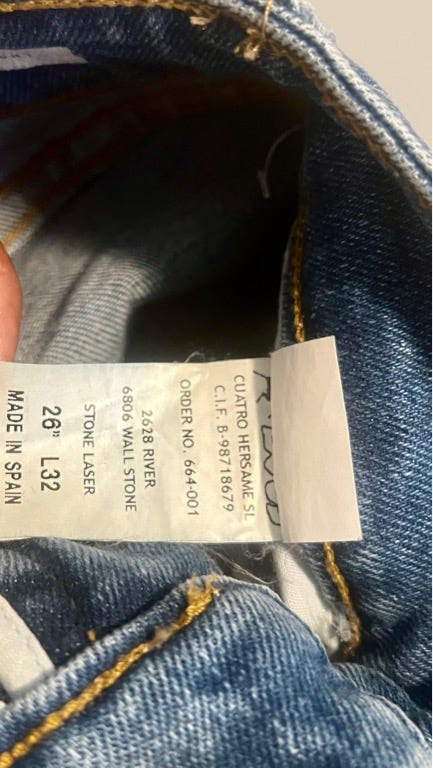 CUATRO HERSAME SL
C.I.F. B-98718679
ORDER NO. 664-001
2628 RIVER
6806 WALL STONE
STONE LASER
26" L32
MADE IN SPAIN